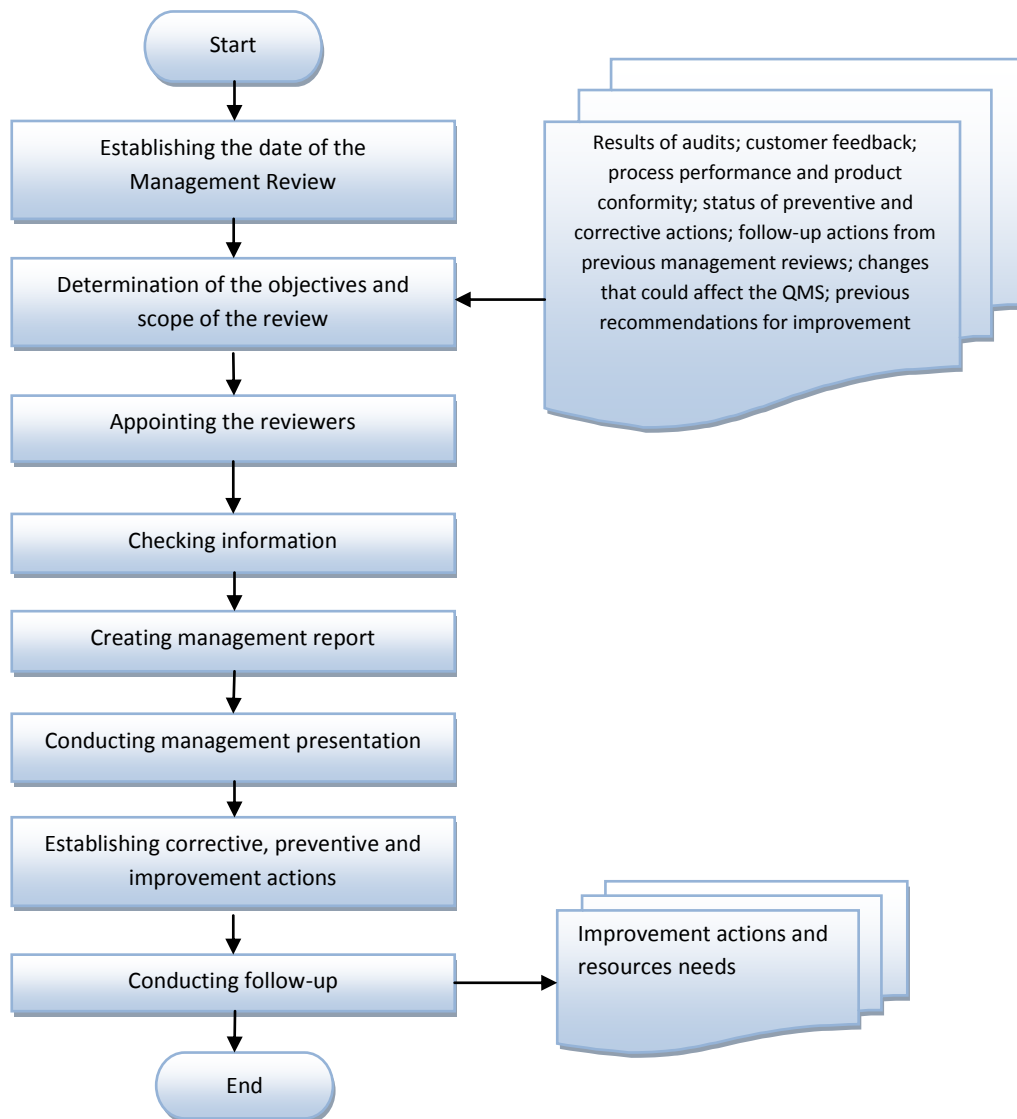 Start
Establishing the date of the
Management Review
Results of audits; customer feedback;
process performance and product
conformity; status of preventive and
corrective actions; follow-up actions from
previous management reviews; changes
that could affect the QMS; previous
recommendations for improvement
Determination of the objectives and
scope of the review
Appointing the reviewers
Checking information
Creating management report
Conducting management presentation
Establishing corrective, preventive and
improvement actions
Conducting follow-up
Improvement actions and
resources needs
End